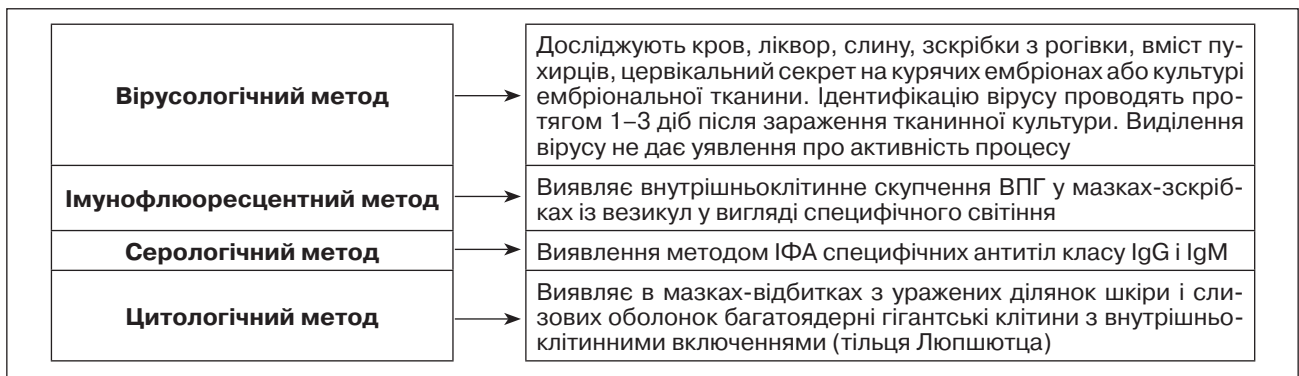 Вірусологічний метод
Досліджують кров, ліквор, слину, зскрібки з рогівки, вміст пу-
хирців, цервікальний секрет на курячих ембріонах або культурі
ембріональної тканини. Ідентифікацію вірусу проводять про-
тягом 1–3 діб після зараження тканинної культури. Виділення
вірусу не дає уявлення про активність процесу
Імунофлюоресцентний метод
Виявляє внутрішньоклітинне скупчення ВПГ у мазках-зскріб-
ках із везикул у вигляді специфічного світіння
Серологічний метод
Виявлення методом ІФА специфічних антитіл класу IgG і IgM
Цитологічний метод
Виявляє в мазках-відбитках з уражених ділянок шкіри і сли-
зових оболонок багатоядерні гігантські клітини з внутрішньо-
клітинними включеннями (тільця Люпшютца)